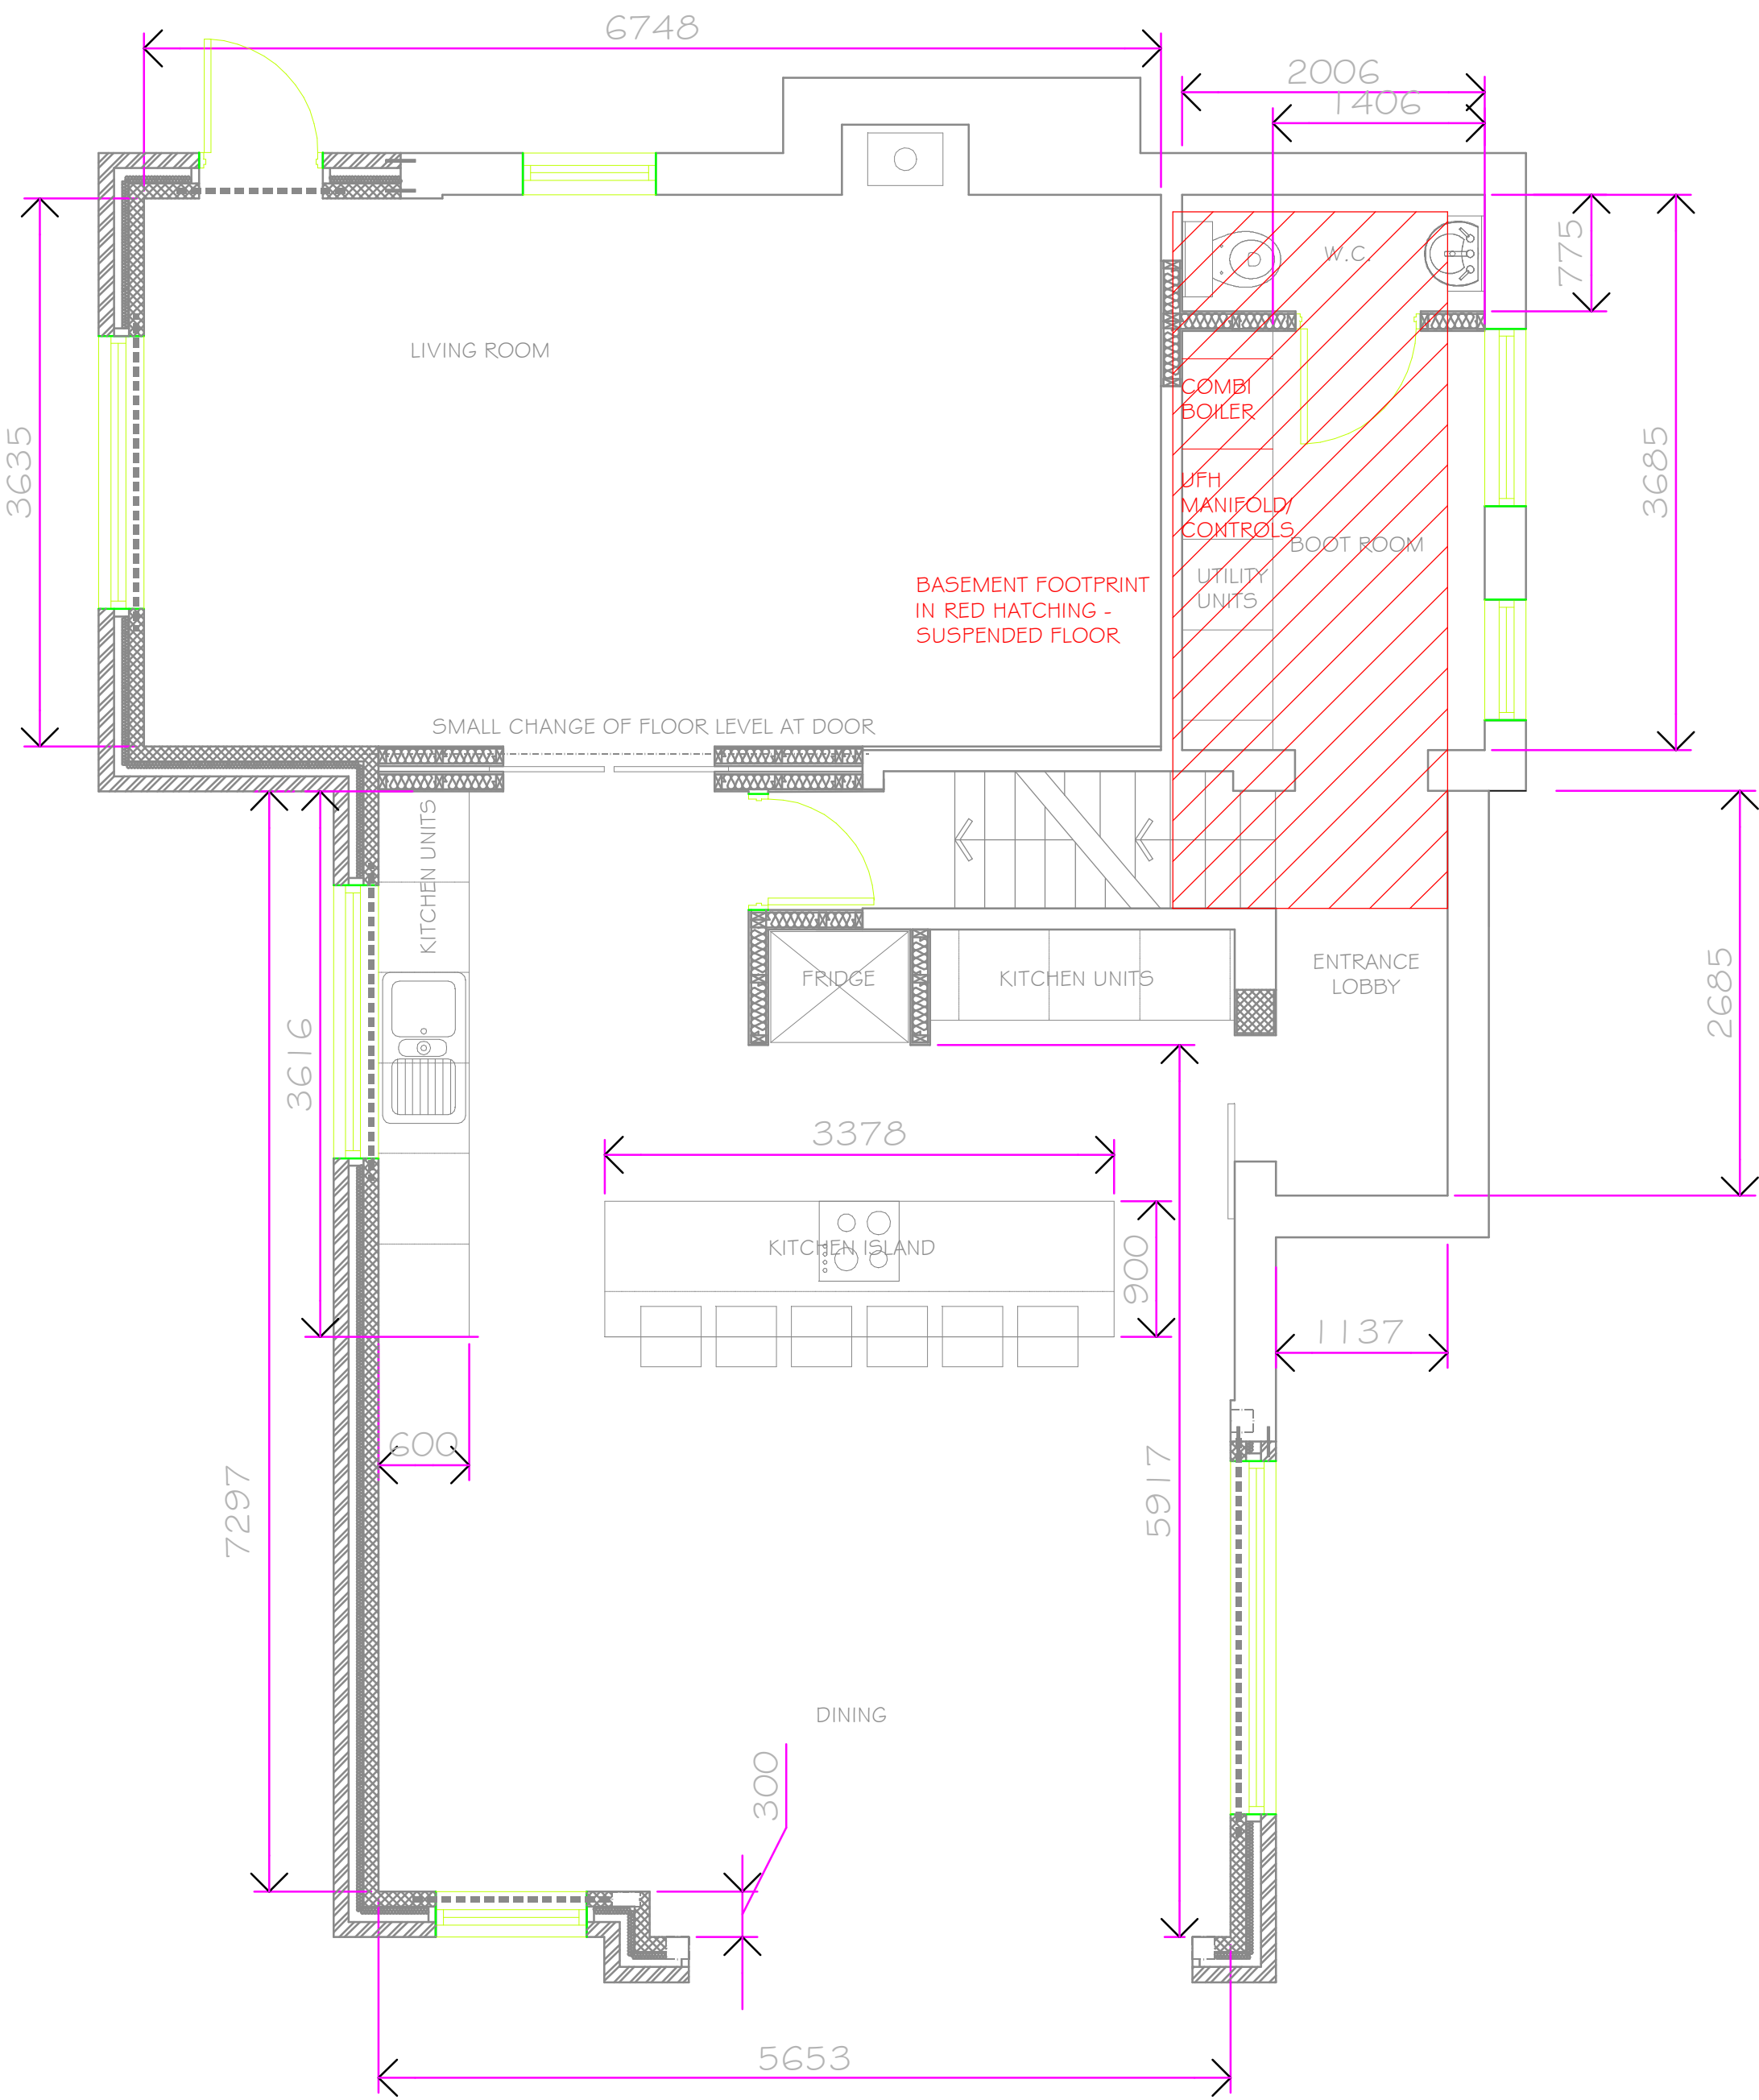 6748
2006
1406
W.C.
775
LIVING ROOM
COMBI
BOILER
3635
3685
UFH
MANIFOLD/
CONTROLS
BOOT ROOM
UTILITY
UNITS
BASEMENT FOOTPRINT
IN RED HATCHING -
SUSPENDED FLOOR
SMALL CHANGE OF FLOOR LEVEL AT DOOR
KITCHEN UNITS
FRIDGE
KITCHEN UNITS
ENTRANCE
LOBBY
2685
3616
3378
KITCHEN ISLAND
900
1137
600
7297
5917
DINING
300
5653